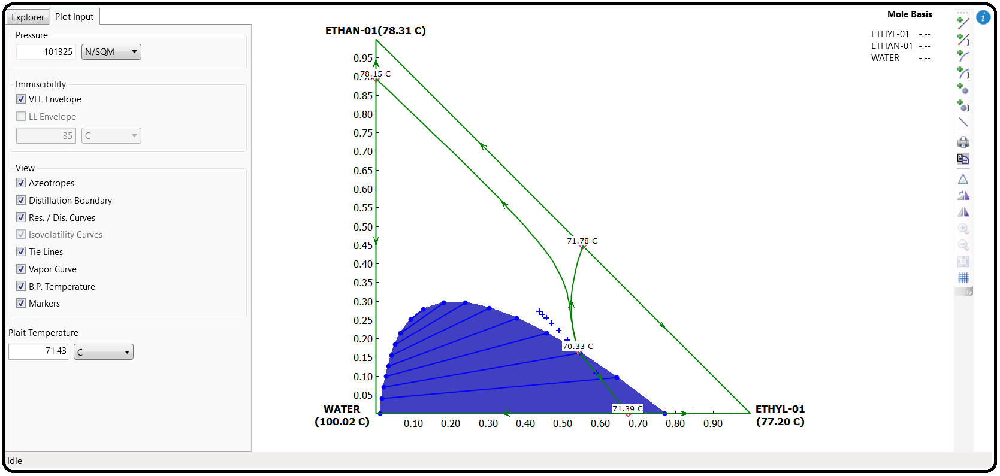 Explorer
Plot Input
Pressure
101325
N/SQM
Immiscibility
VLL Envelope
LL Envelope
35
C
View
Azeotropes
Distillation Boundary
Res. / Dis. Curves
Isovolatility Curves
Tie Lines
Vapor Curve
B.P. Temperature
Markers
Plait Temperature
71.43
C
Idle
ETHAN-01(78.31 C)
0.95
78.15 C
0.85
0.80
0.75
0.70
0.65
0.60
0.55
0.50
0.45
71.78 C
0.40
0.35
0.30
0.25
0.20
70.33 C
0.15
0.10
0.05
71.39 C
WATER
(100.02 C)
0.10 0.20 0.30 0.40 0.50 0.60 0.70 0.80 0.90
ETHYL-01
(77.20 C)
Mole Basis
ETHYL-01 -.--
ETHAN-01 -.--
WATER -.--